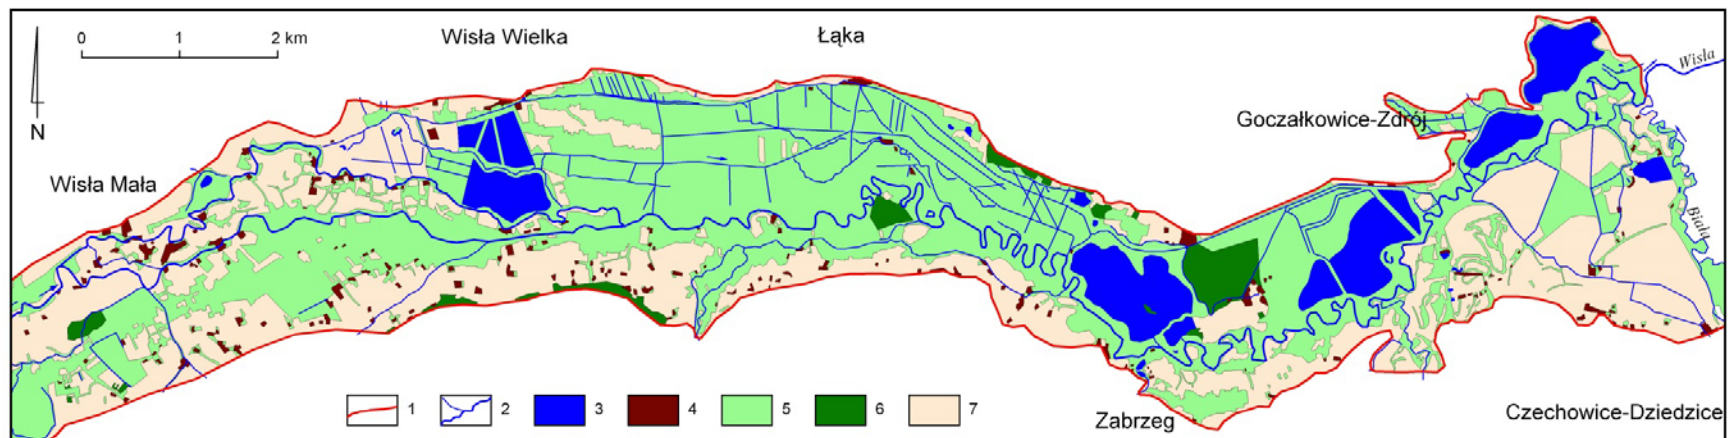 0 1 2 km
N
Wisła Wielka
Łąka
Wisła
Goczałkowice-Zdrój
Wisła Mała
Biała
1 2 3 4 5 6 7
Zabrzeg
Czechowice-Dziedzice